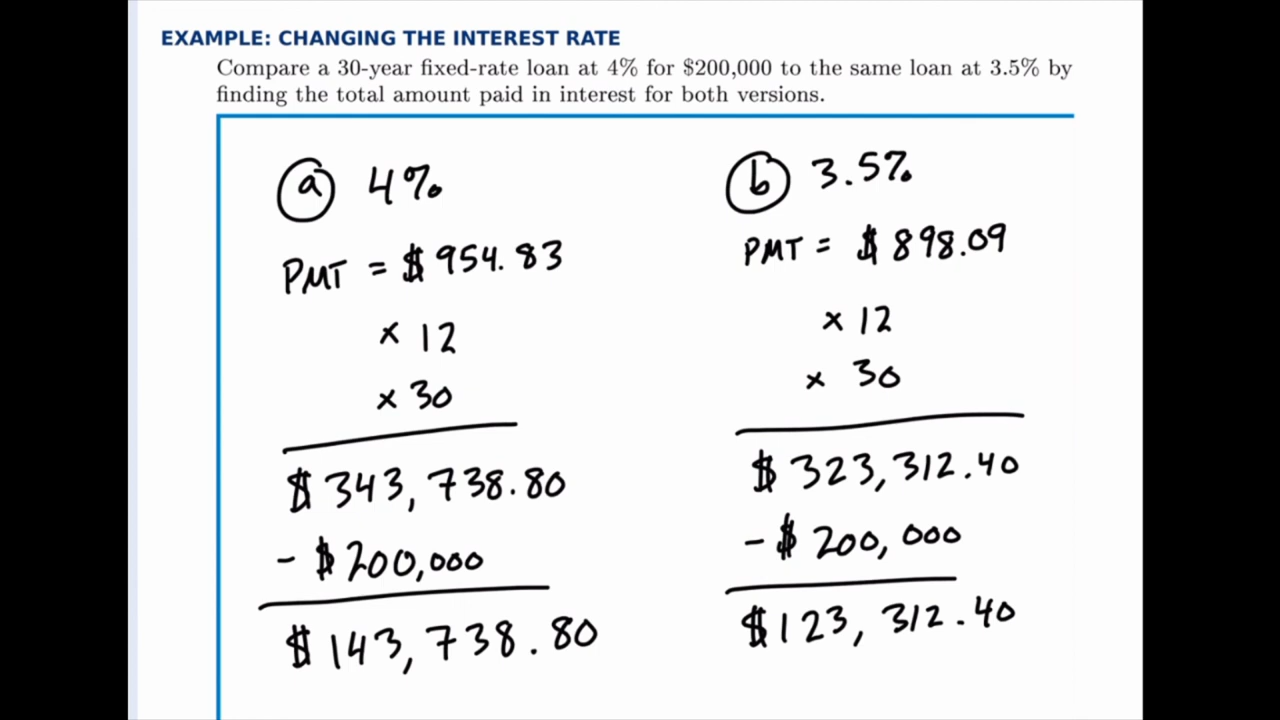 EXAMPLE: CHANGING THE INTEREST RATE
Compare a 30-year fixed-rate loan at 4% for $200,000 to the same loan at 3.5% by
finding the total amount paid in interest for both versions.
a 4%
PMT = $954.83
× 12
× 30
$343,738.80
- $200,000
$143,738.80
b 3.5%
PMT = $898.09
× 12
× 30
$323,312.40
- $200,000
$123,312.40